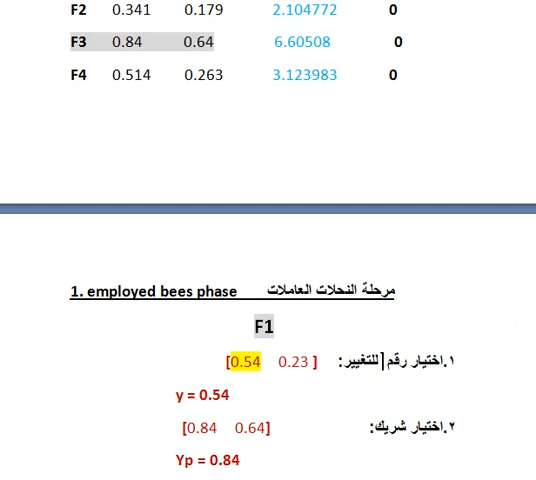 F2 0.341 0.179 2.104772 0
F3 0.84 0.64 6.60508 0
F4 0.514 0.263 3.123983 0
1. employed bees phase مرحلة النحلات العاملات
F1
١.اختيار رقم للتغيير: [0.54 0.23 ]
y = 0.54
٢.اختيار شريك: [0.84 0.64]
Yp = 0.84